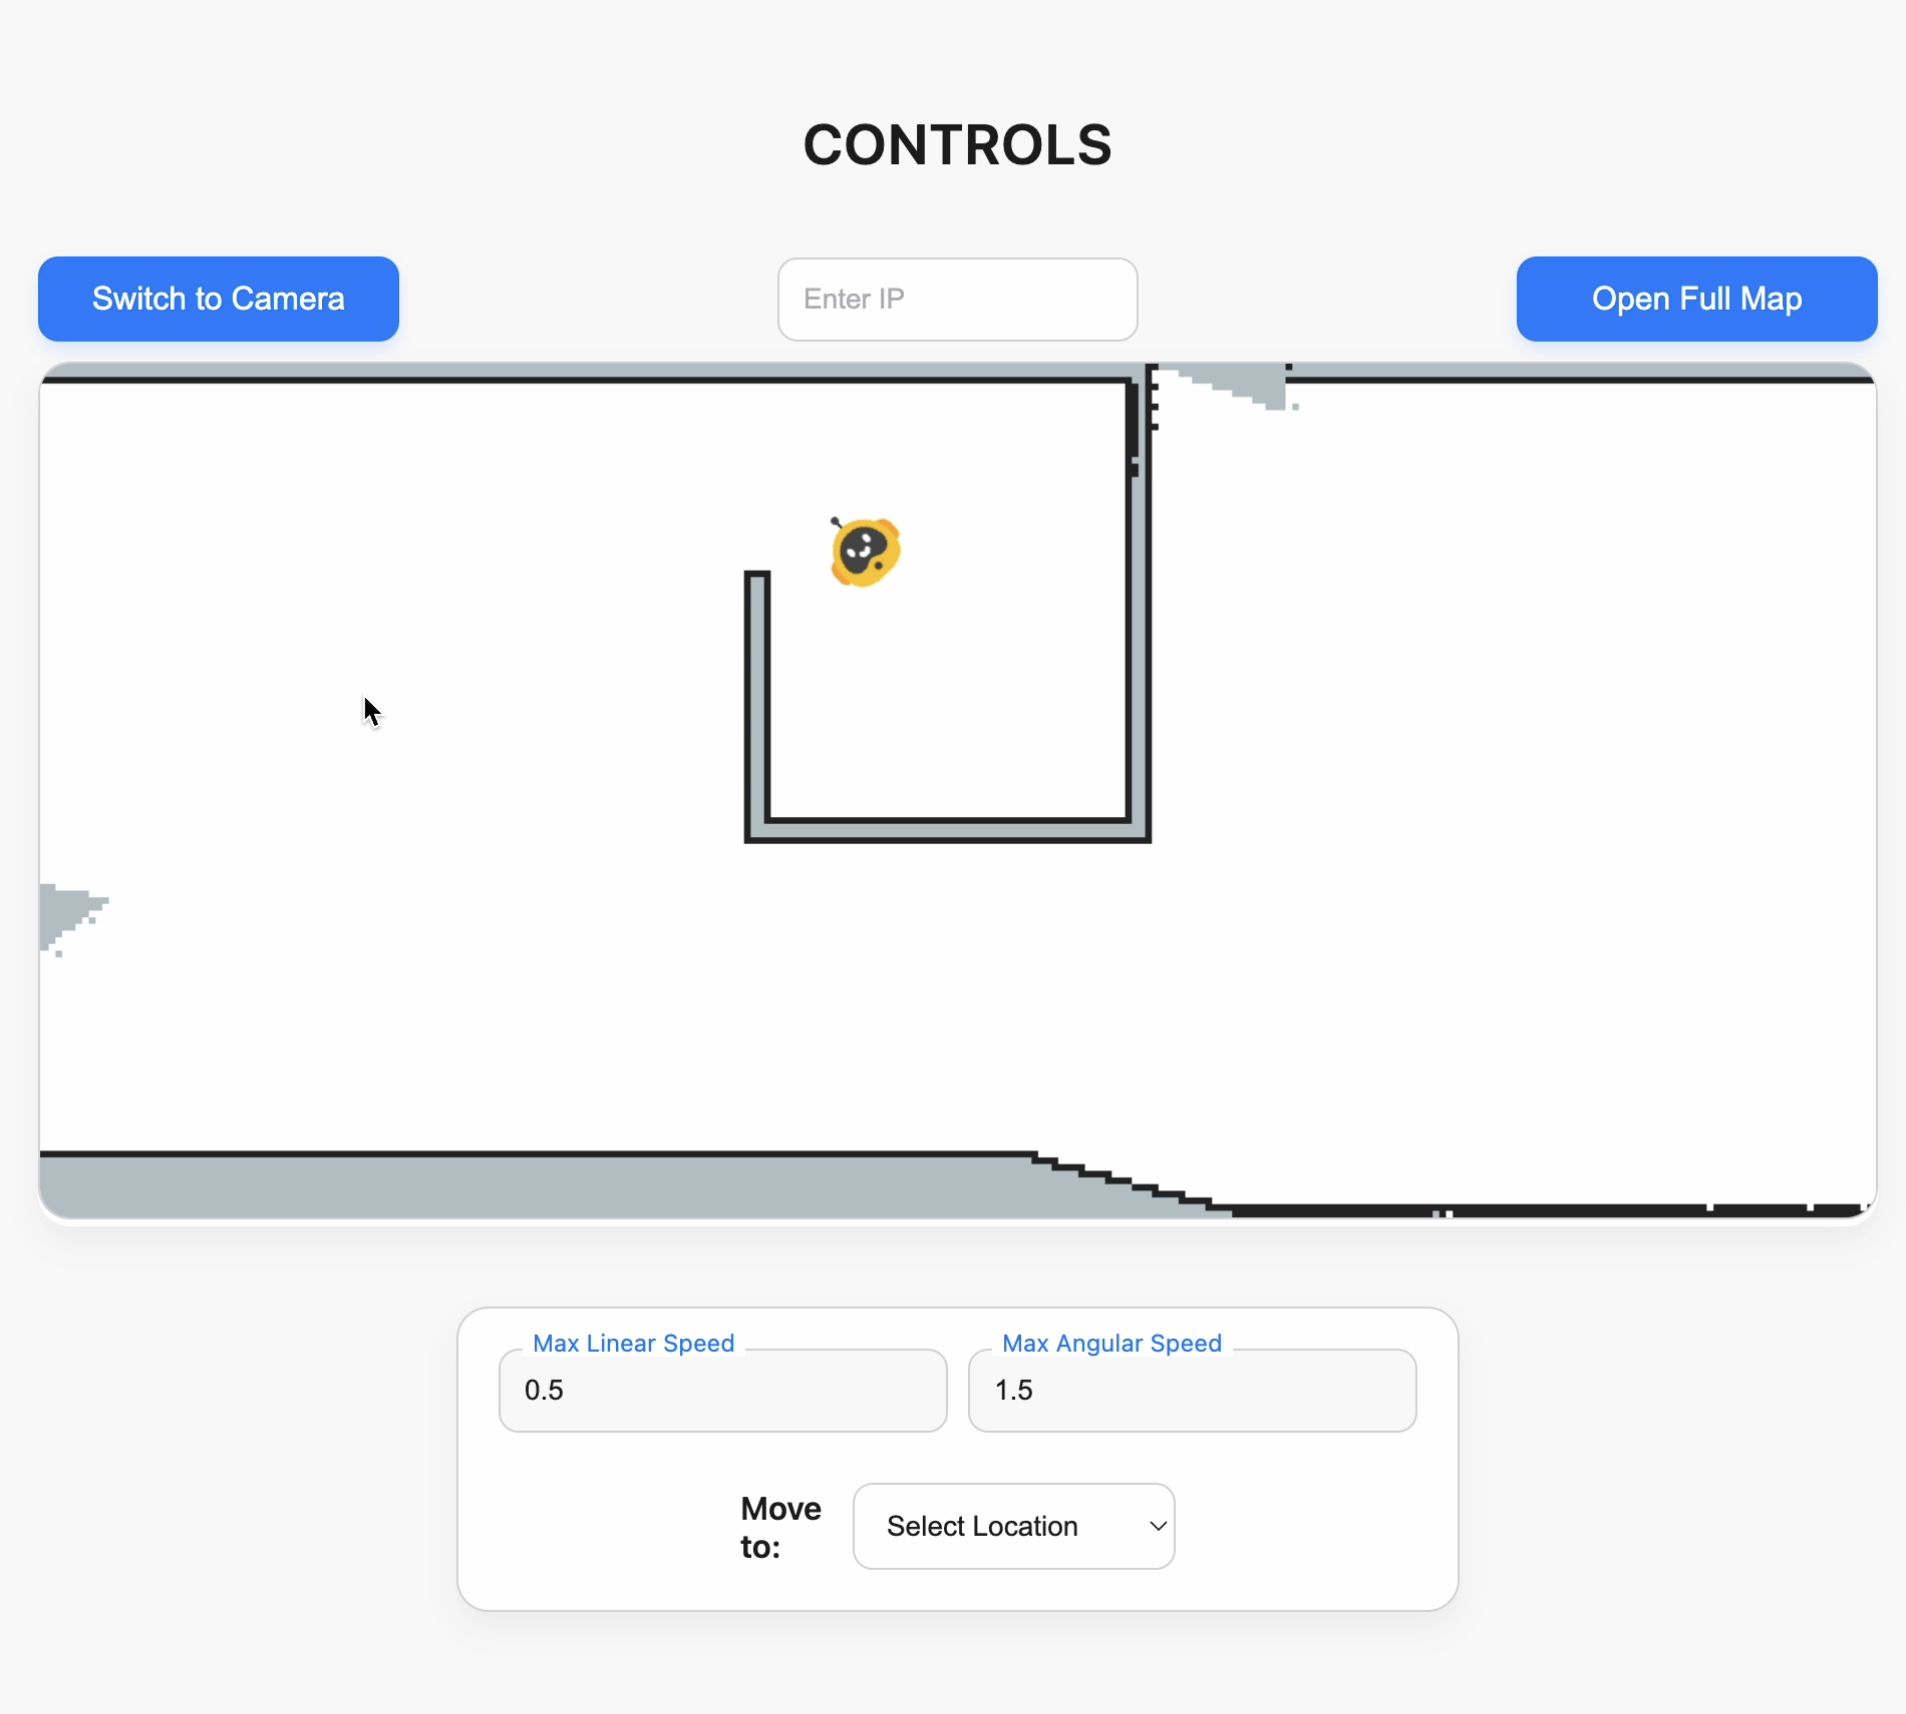 CONTROLS
Switch to Camera
Enter IP
Open Full Map
Max Linear Speed
Max Angular Speed
0.5
1.5
Move
to:
Select Location